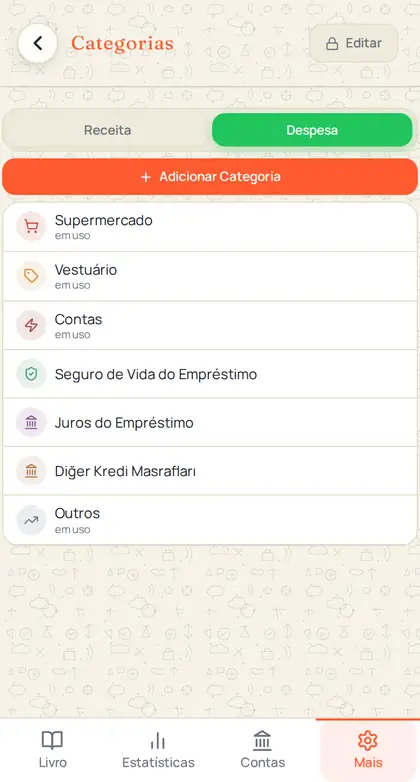 Categorias
Editar
Receita
Despesa
+ Adicionar Categoria
Supermercado
em uso
Vestuário
em uso
Contas
em uso
Seguro de Vida do Empréstimo
Juros do Empréstimo
Diğer Kredi Masrafları
Outros
em uso
Livro
Estatísticas
Contas
Mais